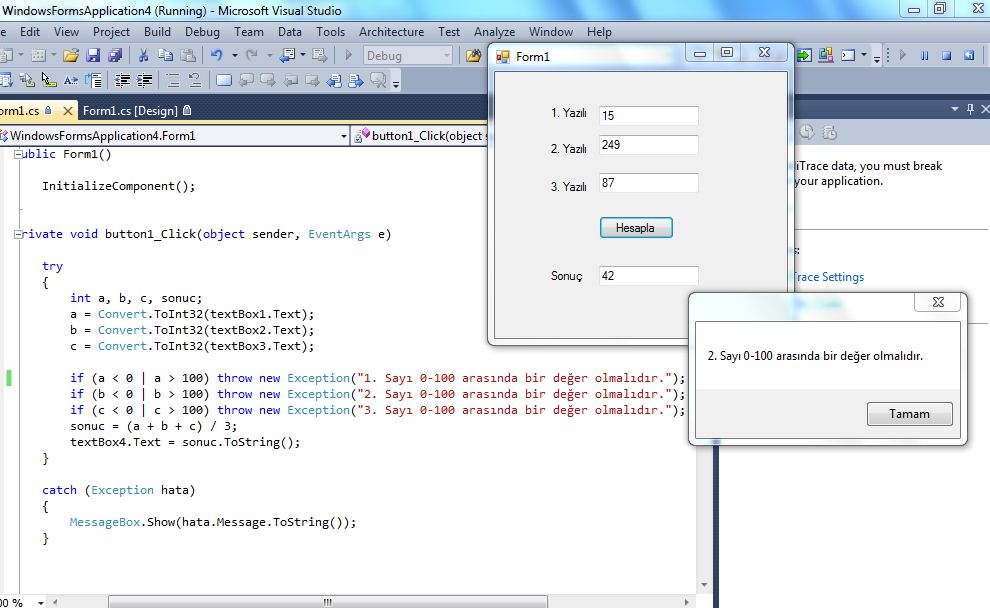 WindowsFormsApplication4 (Running) - Microsoft Visual Studio
e Edit View Project Build Debug Team Data Tools Architecture Test Analyze Window Help
Debug
orm1.cs Form1.cs [Design]
WindowsFormsApplication4.Form1
button1_Click(object s
ublic Form1()
InitializeComponent();
rivate void button1_Click(object sender, EventArgs e)
try
{
int a, b, c, sonuc;
a = Convert.ToInt32(textBox1.Text);
b = Convert.ToInt32(textBox2.Text);
c = Convert.ToInt32(textBox3.Text);
if (a < 0 | a > 100) throw new Exception("1. Sayı 0-100 arasında bir değer olmalıdır.");
if (b < 0 | b > 100) throw new Exception("2. Sayı 0-100 arasında bir değer olmalıdır.");
if (c < 0 | c > 100) throw new Exception("3. Sayı 0-100 arasında bir değer olmalıdır.");
sonuc = (a + b + c) / 3;
textBox4.Text = sonuc.ToString();
}
catch (Exception hata)
{
MessageBox.Show(hata.Message.ToString());
}
00 %
Form1
1. Yazılı 15
2. Yazılı 249
3. Yazılı 87
Hesapla
Sonuç 42
iTrace data, you must break
your application.
s:
Trace Settings
2. Sayı 0-100 arasında bir değer olmalıdır.
Tamam